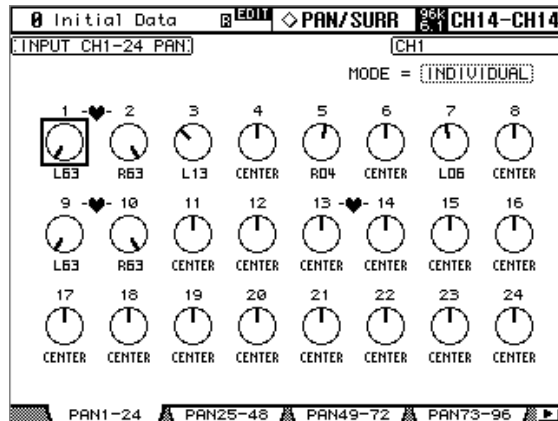 0 Initial Data R EDIT ◇ PAN/SURR 96K 6.1 CH14-CH14
INPUT CH1-24 PAN CH1
MODE = INDIVIDUAL
1 -♥- 2 3 4 5 6 7 8
L63 R63 L13 CENTER R04 CENTER L06 CENTER
9 -♥- 10 11 12 13 -♥- 14 15 16
L63 R63 CENTER CENTER CENTER CENTER CENTER CENTER
17 18 19 20 21 22 23 24
CENTER CENTER CENTER CENTER CENTER CENTER CENTER CENTER
PAN1-24 PAN25-48 PAN49-72 PAN73-96